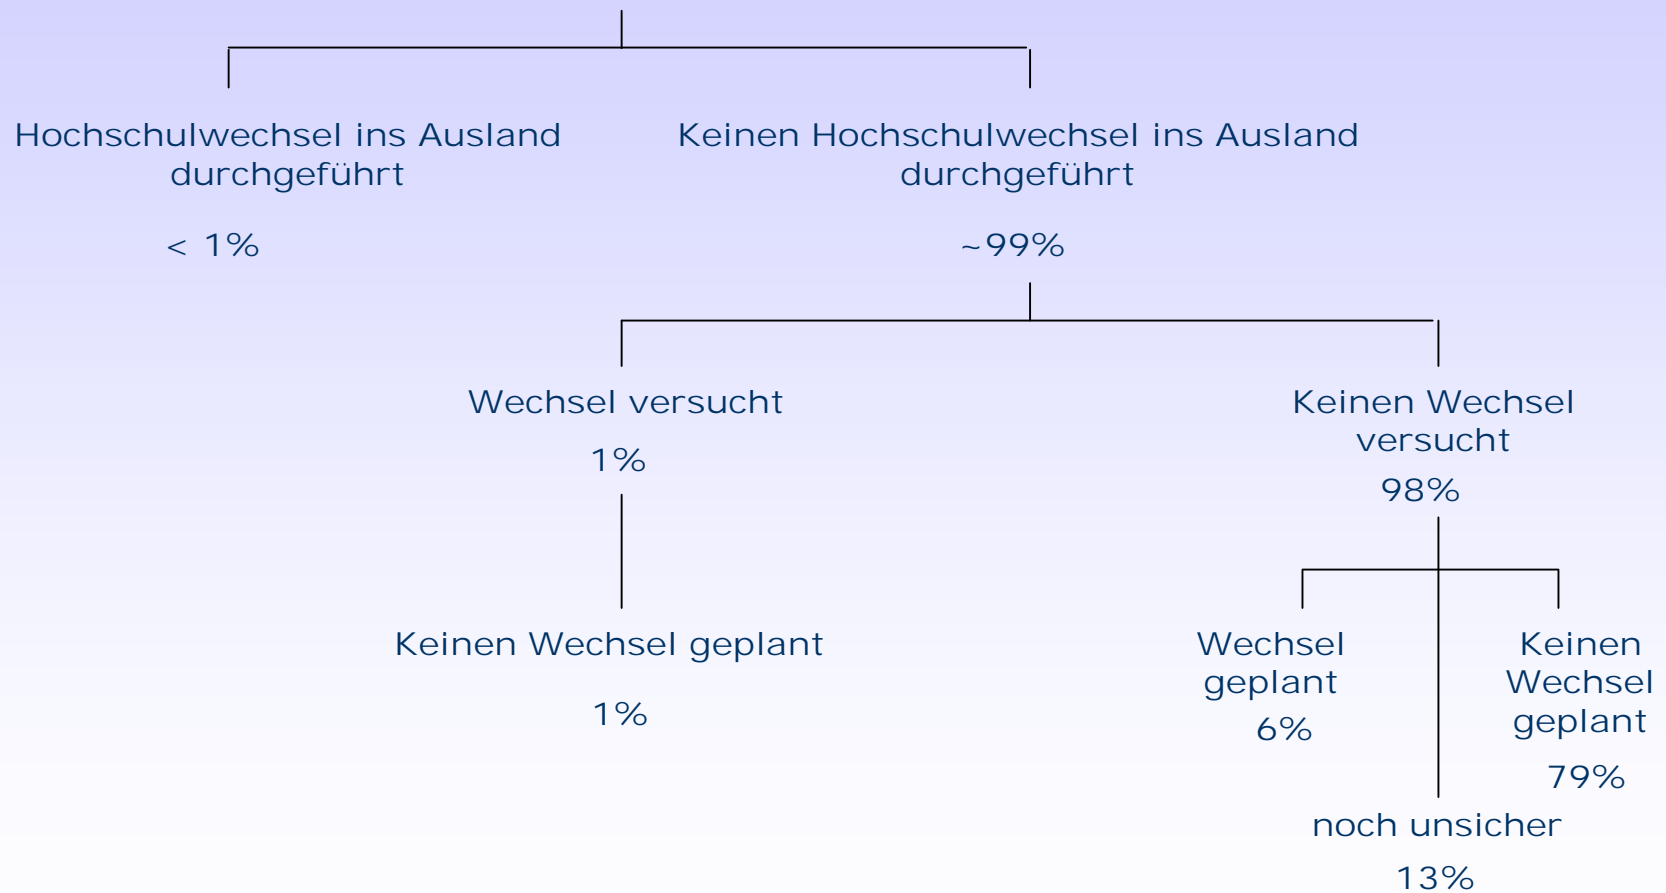 Hochschulwechsel ins Ausland
durchgeführt
< 1%
Keinen Hochschulwechsel ins Ausland
durchgeführt
~99%
Wechsel versucht
1%
Keinen Wechsel
versucht
98%
Keinen Wechsel geplant
1%
Wechsel
geplant
6%
Keinen
Wechsel
geplant
79%
noch unsicher
13%